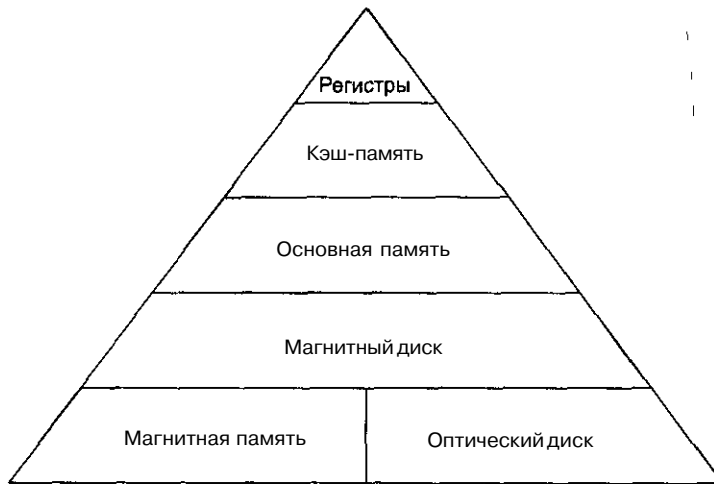 Регистры
Кэш-память
Основная память
Магнитный диск
Магнитная память
Оптический диск